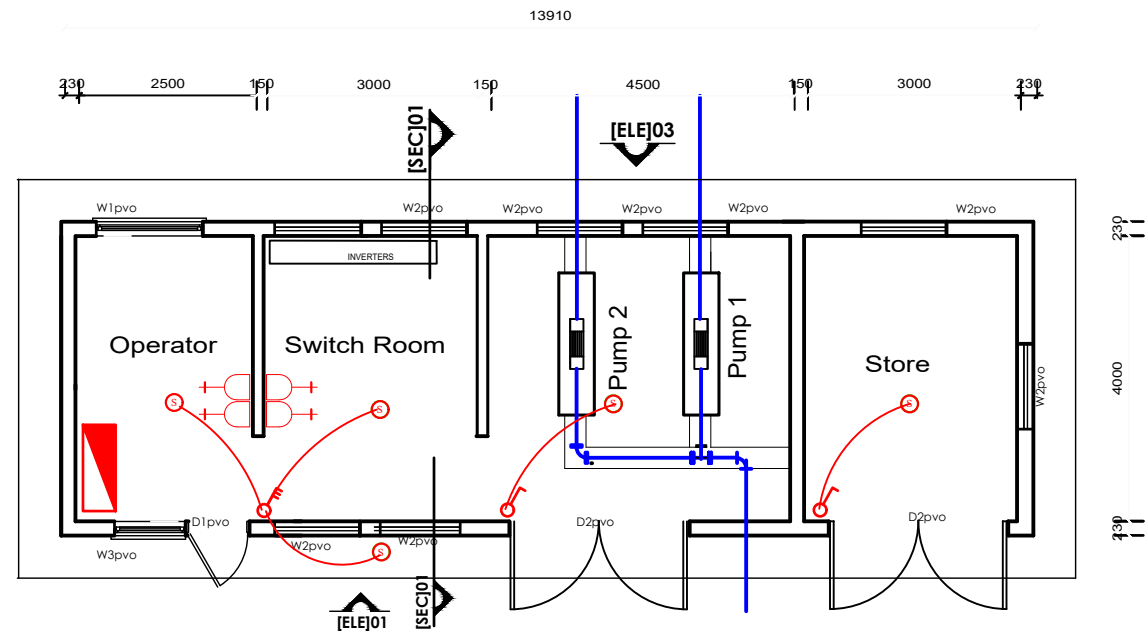 13910
230 2500 150 3000 150 4500 150 3000 230
[SEC]01
[ELE]03
W1pvo W2pvo W2pvo W2pvo W2pvo W2pvo
230
INVERTERS
Operator Switch Room Pump 2 Pump 1 Store
4000
W2pvo
S S S S
D1pvo D2pvo D2pvo
230
W3pvo W2pvo W2pvo
S
[ELE]01
[SEC]01